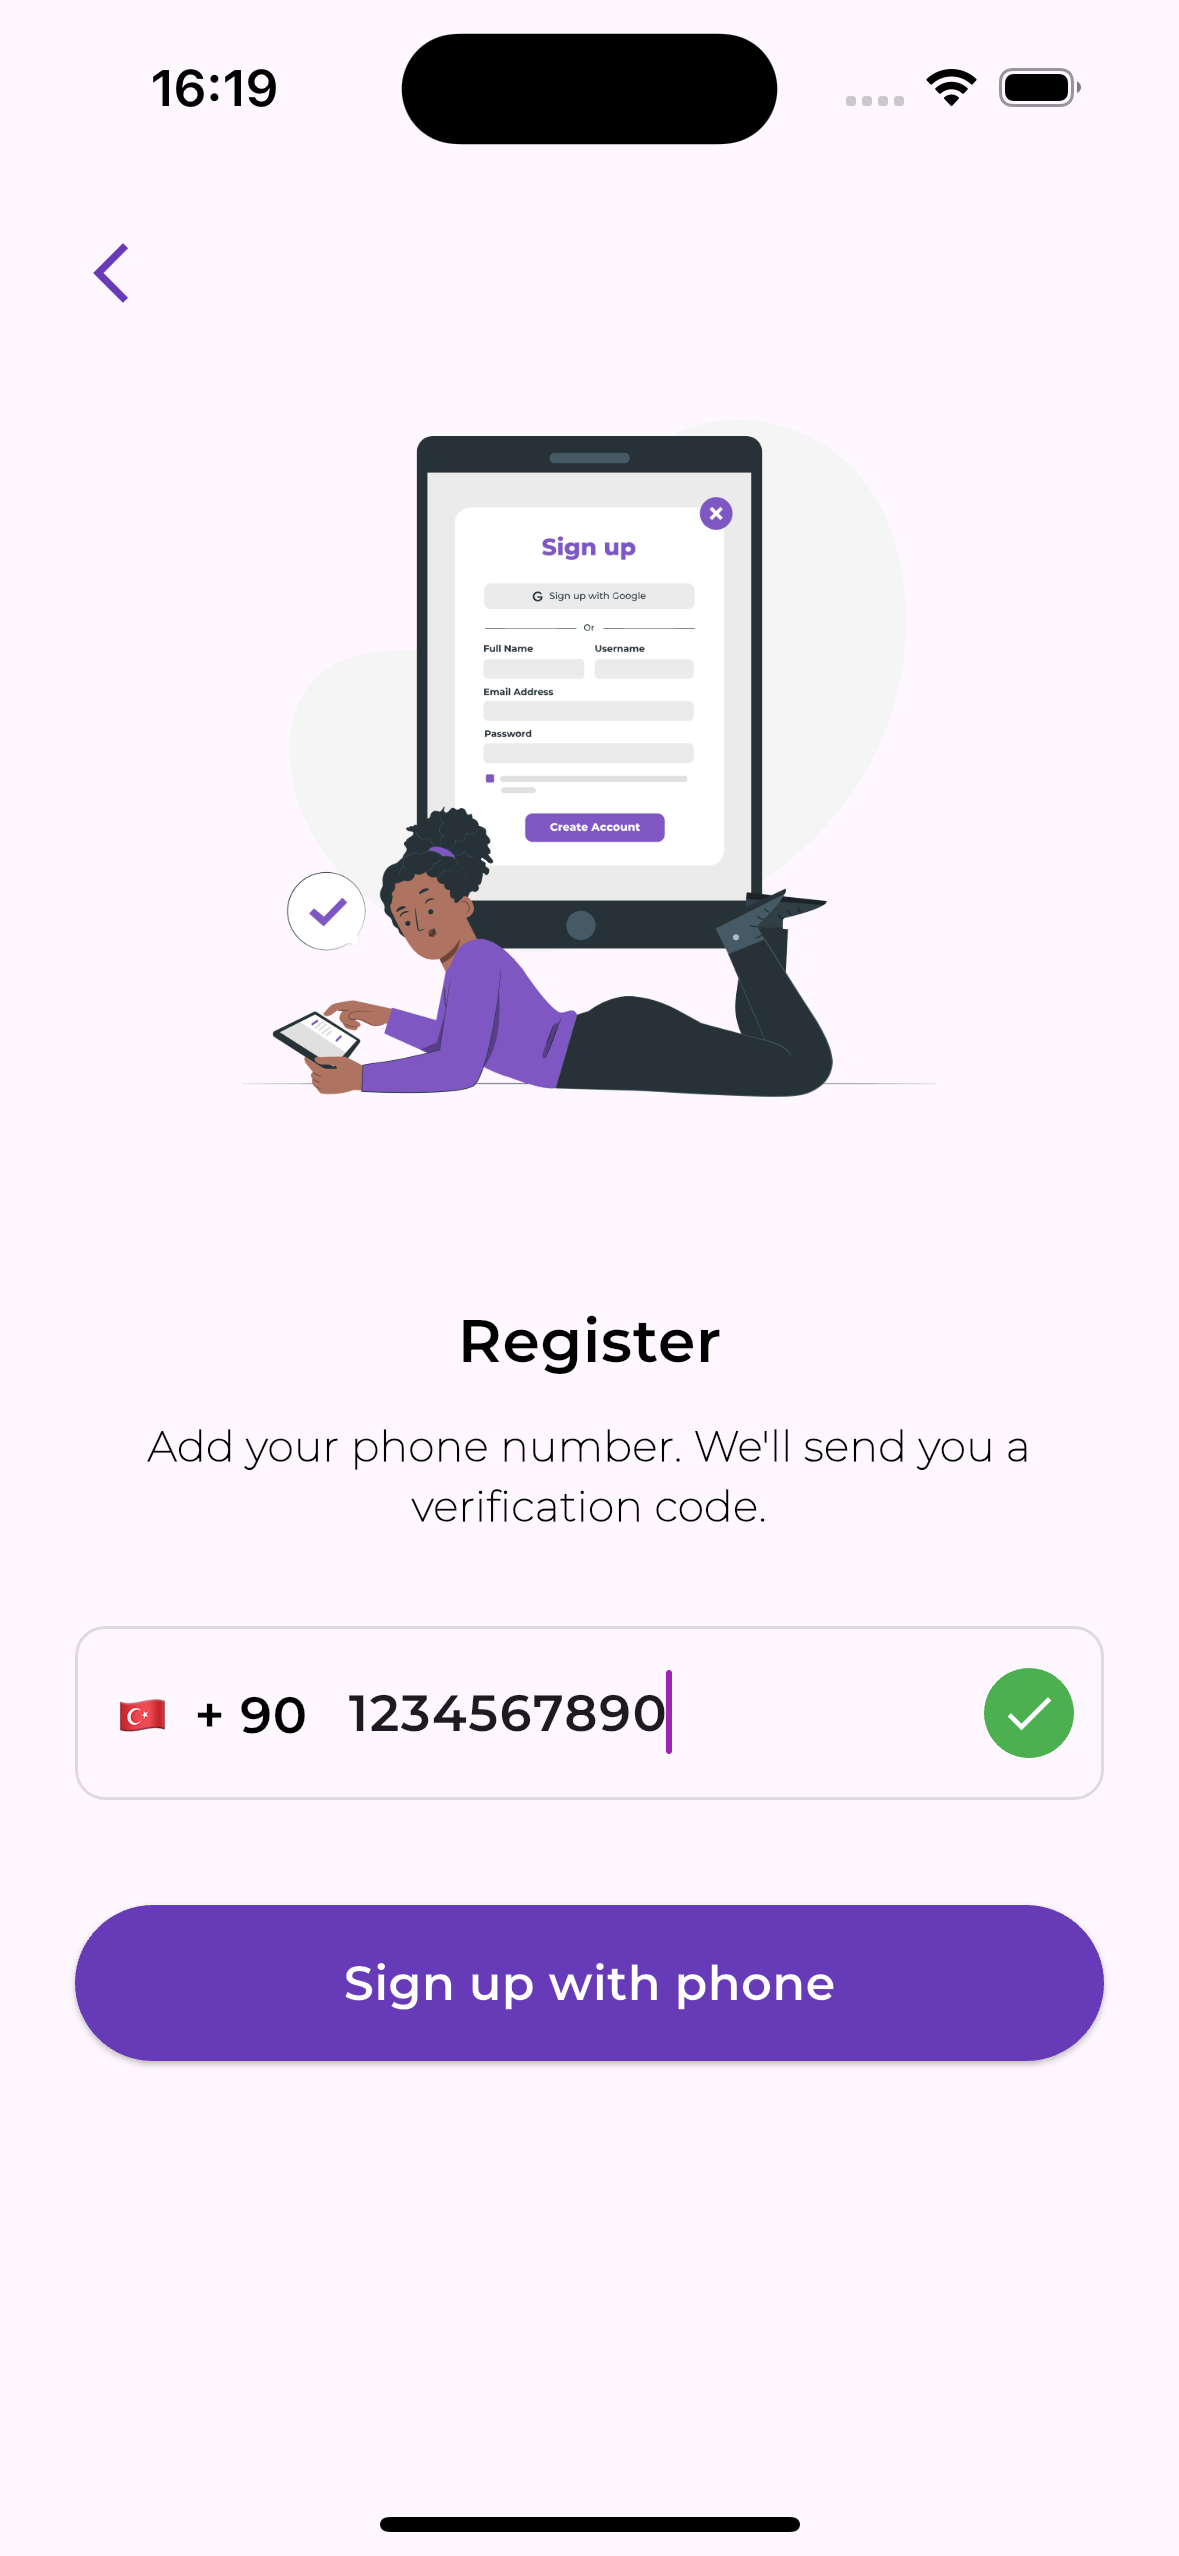 16:19
Sign up
G Sign up with Google
Or
Full Name Username
Email Address
Password
Create Account
Register
Add your phone number. We'll send you a
verification code.
+ 90 1234567890
Sign up with phone